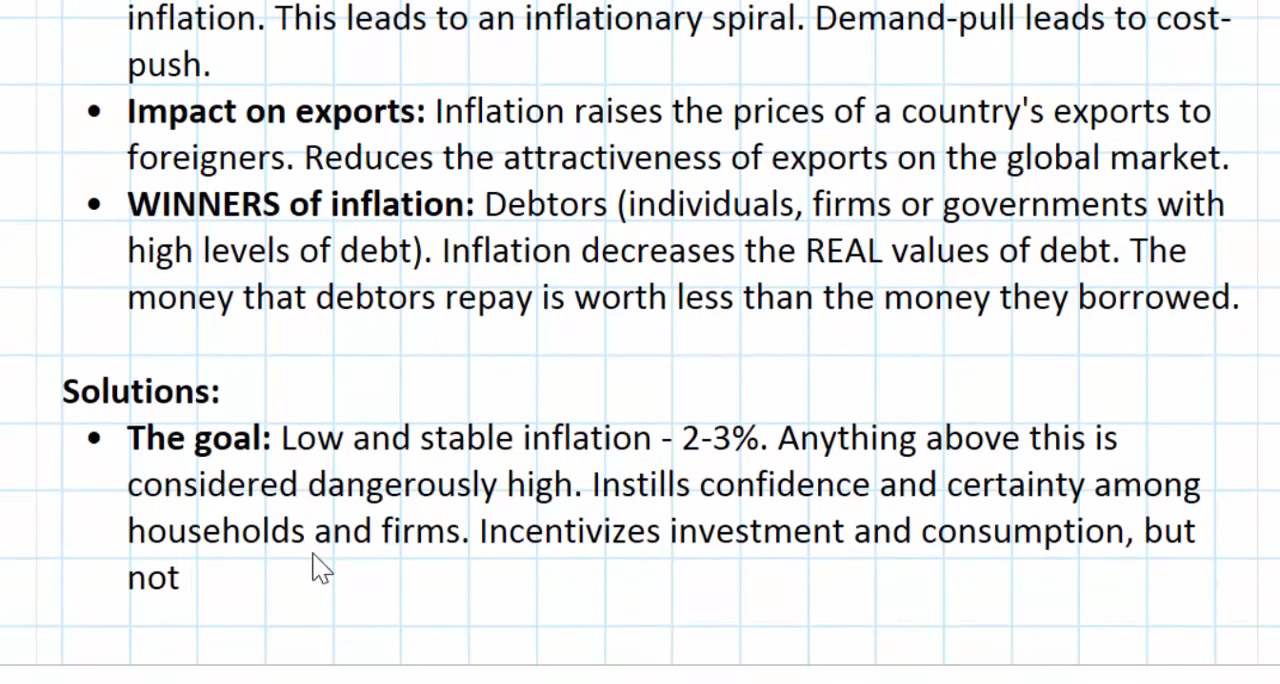 inflation. This leads to an inflationary spiral. Demand-pull leads to cost-
push.
• Impact on exports: Inflation raises the prices of a country's exports to
foreigners. Reduces the attractiveness of exports on the global market.
• WINNERS of inflation: Debtors (individuals, firms or governments with
high levels of debt). Inflation decreases the REAL values of debt. The
money that debtors repay is worth less than the money they borrowed.
Solutions:
• The goal: Low and stable inflation - 2-3%. Anything above this is
considered dangerously high. Instills confidence and certainty among
households and firms. Incentivizes investment and consumption, but
not